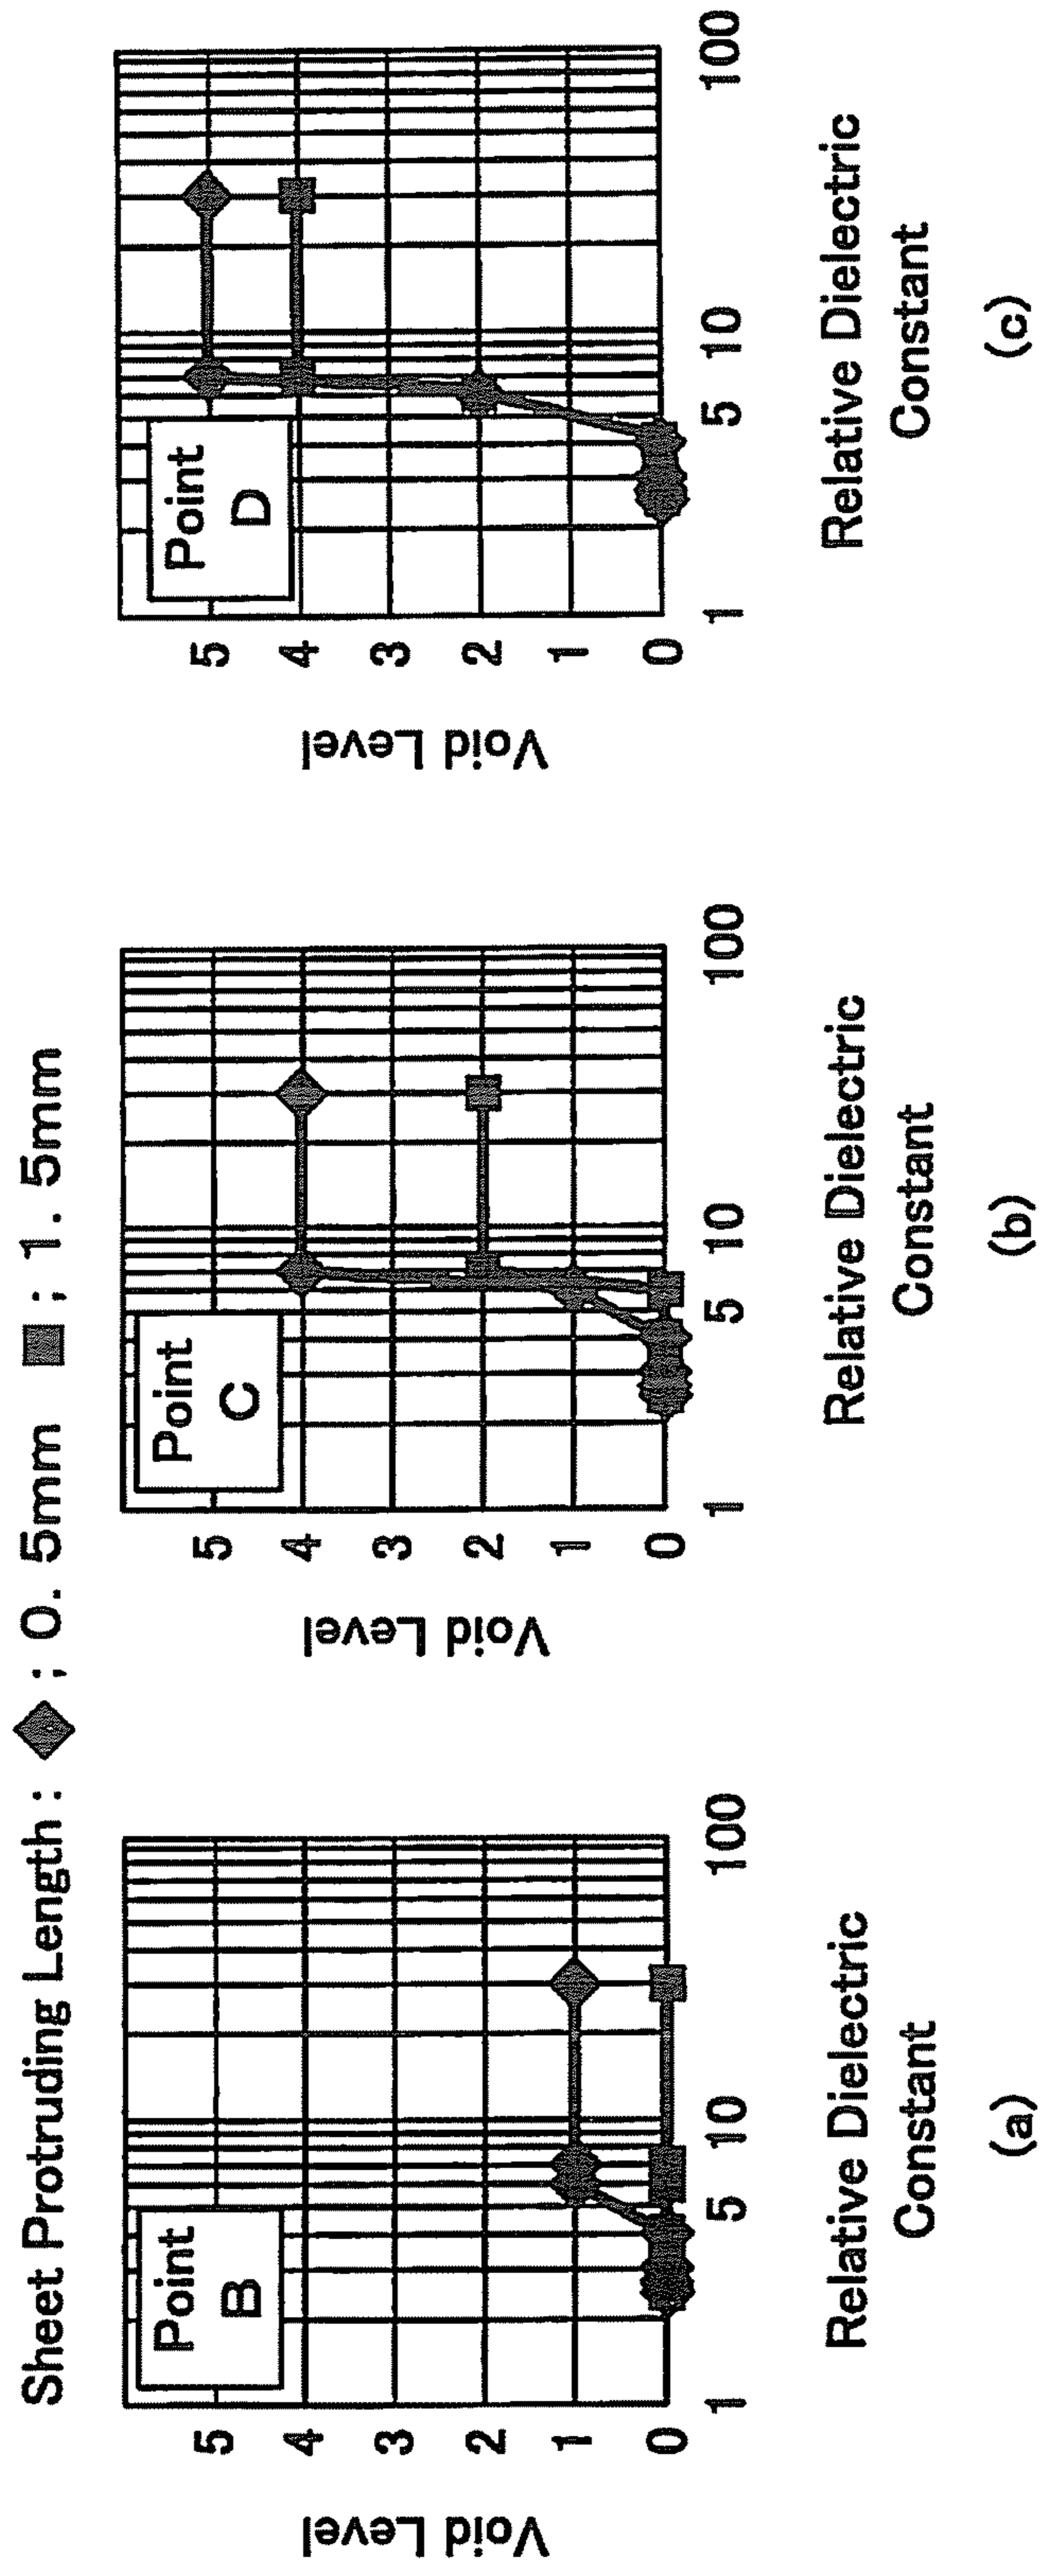 Sheet Protruding Length : ◆ ; 0. 5mm ■ ; 1. 5mm
Void Level
5
4
3
2
1
0
Point
B
1
5
10
100
Relative Dielectric
Constant
(a)
Void Level
5
4
3
2
1
0
Point
C
1
5
10
100
Relative Dielectric
Constant
(b)
Void Level
5
4
3
2
1
0
Point
D
1
5
10
100
Relative Dielectric
Constant
(c)